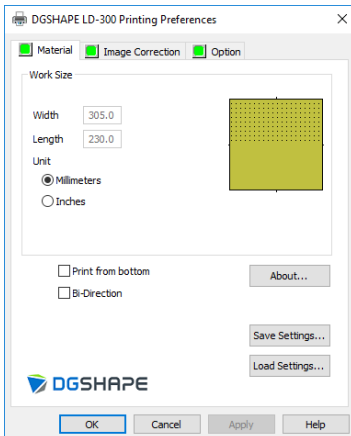 DGSHAPE LD-300 Printing Preferences
Material
Image Correction
Option
Work Size
Width 305.0
Length 230.0
Unit
Millimeters
Inches
Print from bottom
About...
Bi-Direction
Save Settings...
Load Settings...
DGSHAPE
OK Cancel Apply Help